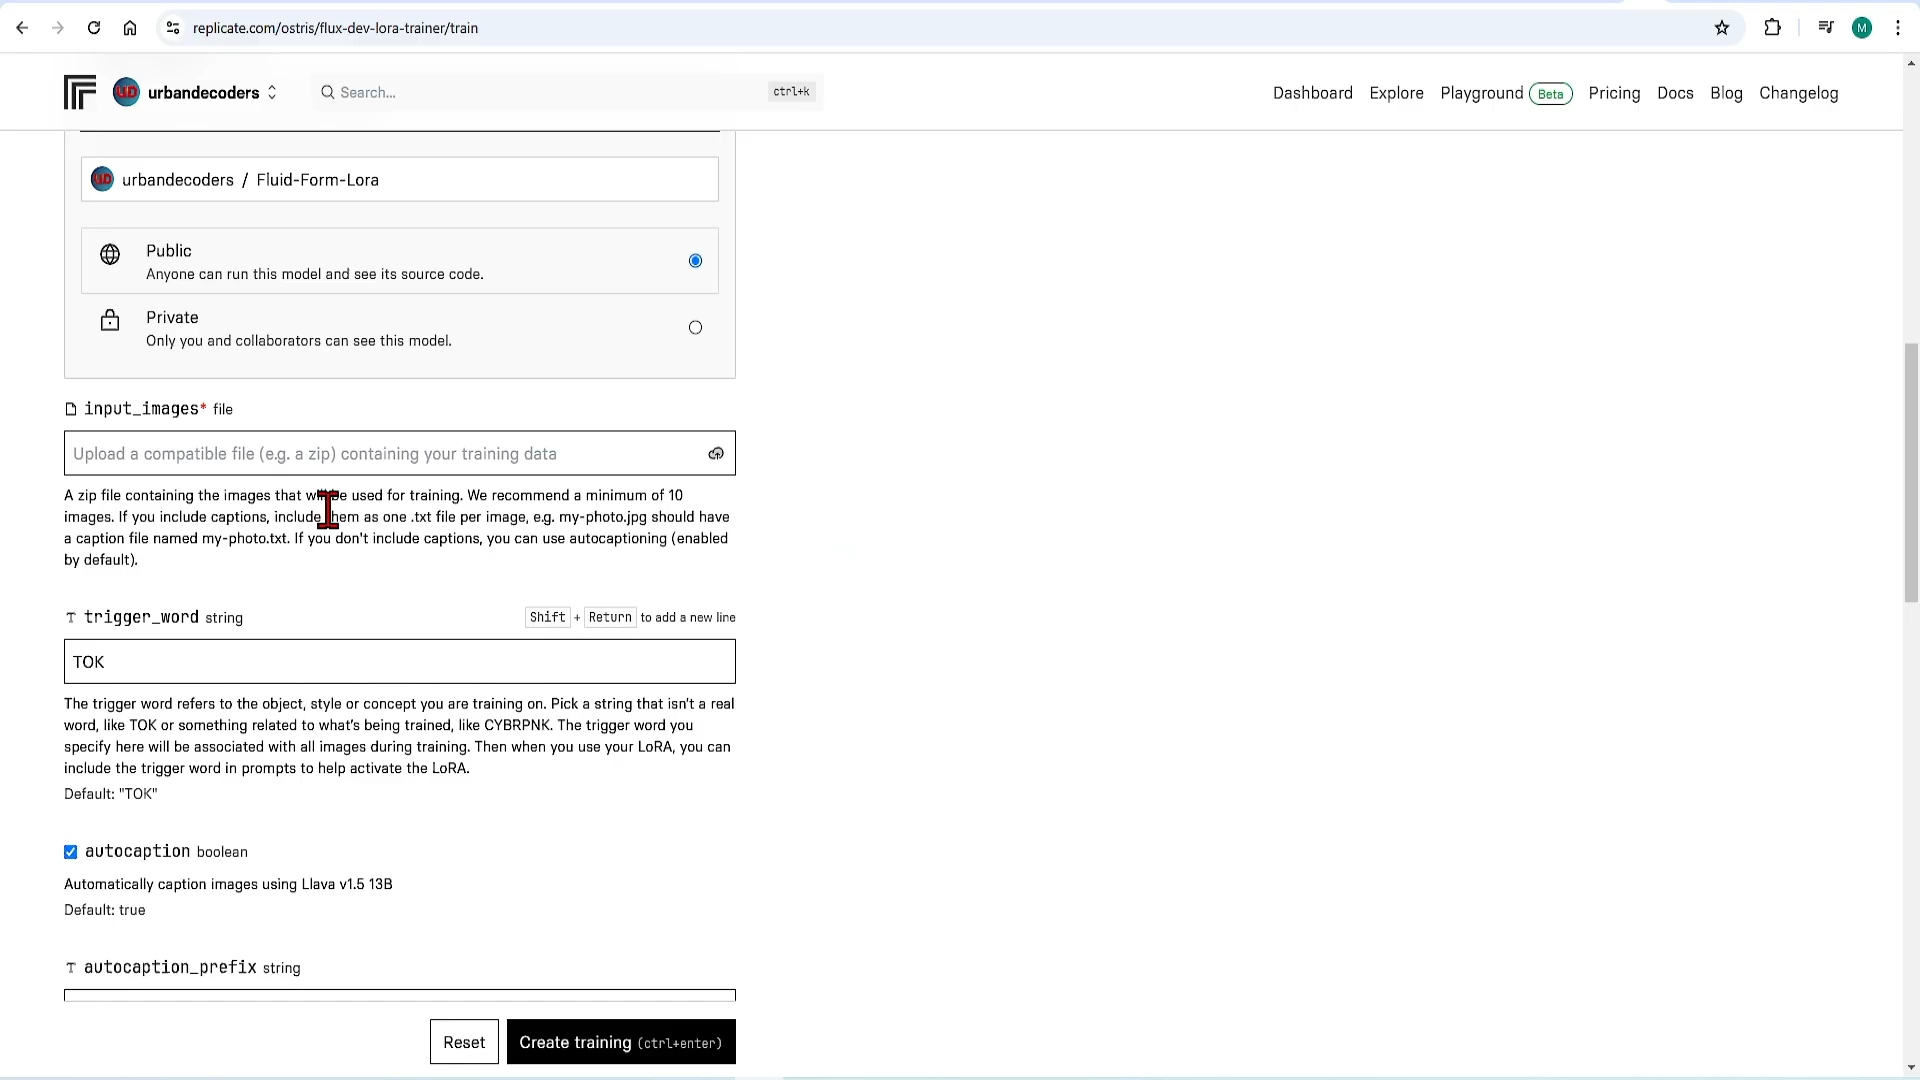 replicate.com/ostris/flux-dev-lora-trainer/train
M
UD urbandecoders Search... ctrl+k Dashboard Explore Playground Beta Pricing Docs Blog Changelog
UD urbandecoders / Fluid-Form-Lora
Public
Anyone can run this model and see its source code.
Private
Only you and collaborators can see this model.
input_images* file
Upload a compatible file (e.g. a zip) containing your training data
A zip file containing the images that will be used for training. We recommend a minimum of 10
images. If you include captions, include them as one .txt file per image, e.g. my-photo.jpg should have
a caption file named my-photo.txt. If you don't include captions, you can use autocaptioning (enabled
by default).
T trigger_word string Shift + Return to add a new line
TOK
The trigger word refers to the object, style or concept you are training on. Pick a string that isn't a real
word, like TOK or something related to what's being trained, like CYBRPNK. The trigger word you
specify here will be associated with all images during training. Then when you use your LoRA, you can
include the trigger word in prompts to help activate the LoRA.
Default: "TOK"
autocaption boolean
Automatically caption images using Llava v1.5 13B
Default: true
T autocaption_prefix string
Reset Create training (ctrl+enter)